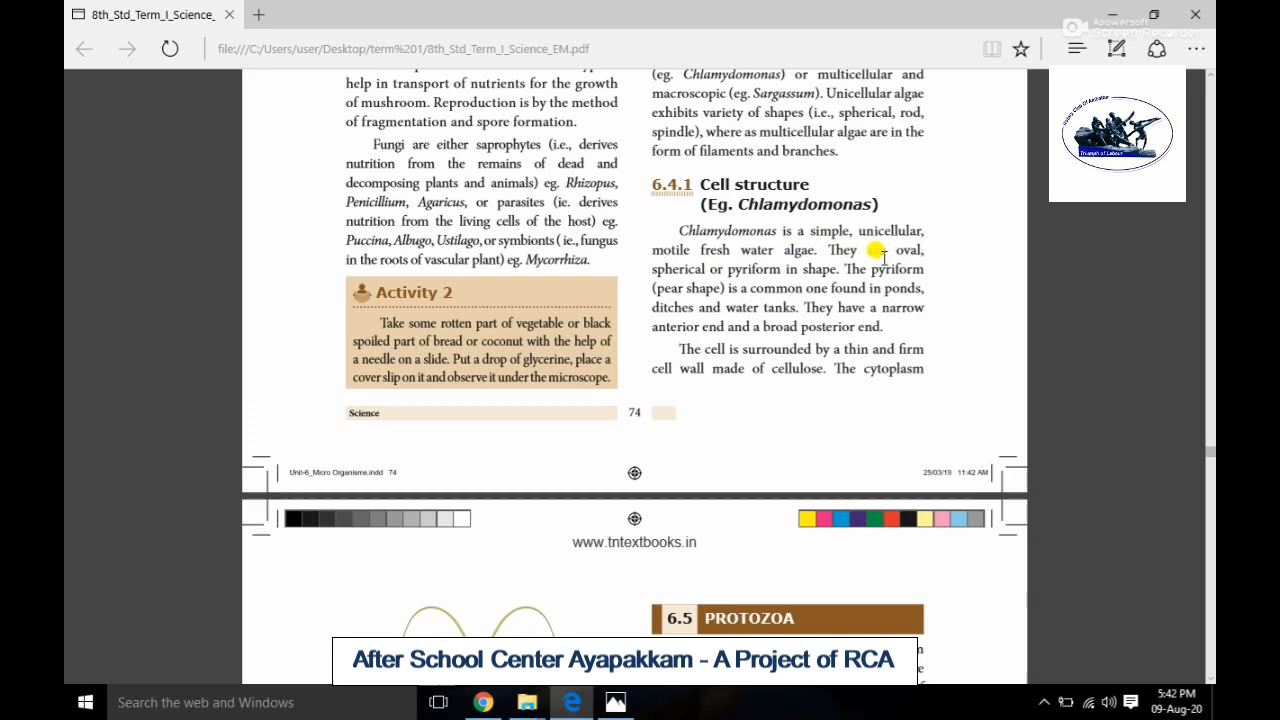 8th_Std_Term_I_Science_
Apowersoft
Screen Recorder
file:///C:/Users/user/Desktop/term%201/8th_Std_Term_I_Science_EM.pdf
Rotary Club Of Ambattur
Triumph of Labour
help in transport of nutrients for the growth
of mushroom. Reproduction is by the method
of fragmentation and spore formation.
Fungi are either saprophytes (i.e., derives
nutrition from the remains of dead and
decomposing plants and animals) eg. Rhizopus,
Penicillium, Agaricus, or parasites (ie. derives
nutrition from the living cells of the host) eg.
Puccina, Albugo, Ustilago, or symbionts ( ie., fungus
in the roots of vascular plant) eg. Mycorrhiza.
Activity 2
Take some rotten part of vegetable or black
spoiled part of bread or coconut with the help of
a needle on a slide. Put a drop of glycerine, place a
cover slip on it and observe it under the microscope.
(eg. Chlamydomonas) or multicellular and
macroscopic (eg. Sargassum). Unicellular algae
exhibits variety of shapes (i.e., spherical, rod,
spindle), where as multicellular algae are in the
form of filaments and branches.
6.4.1 Cell structure
(Eg. Chlamydomonas)
Chlamydomonas is a simple, unicellular,
motile fresh water algae. They are oval,
spherical or pyriform in shape. The pyriform
(pear shape) is a common one found in ponds,
ditches and water tanks. They have a narrow
anterior end and a broad posterior end.
The cell is surrounded by a thin and firm
cell wall made of cellulose. The cytoplasm
Science 74
Unit-6_Micro Organisms.indd 74
25/03/19 11:42 AM
www.tntextbooks.in
6.5 PROTOZOA
After School Center Ayapakkam - A Project of RCA
Search the web and Windows
5:42 PM
09-Aug-20